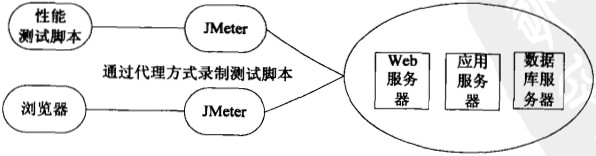 性能
测试脚本
JMeter
通过代理方式录制测试脚本
浏览器
JMeter
Web
服务
器
应用
服务
器
数据
库服
务器